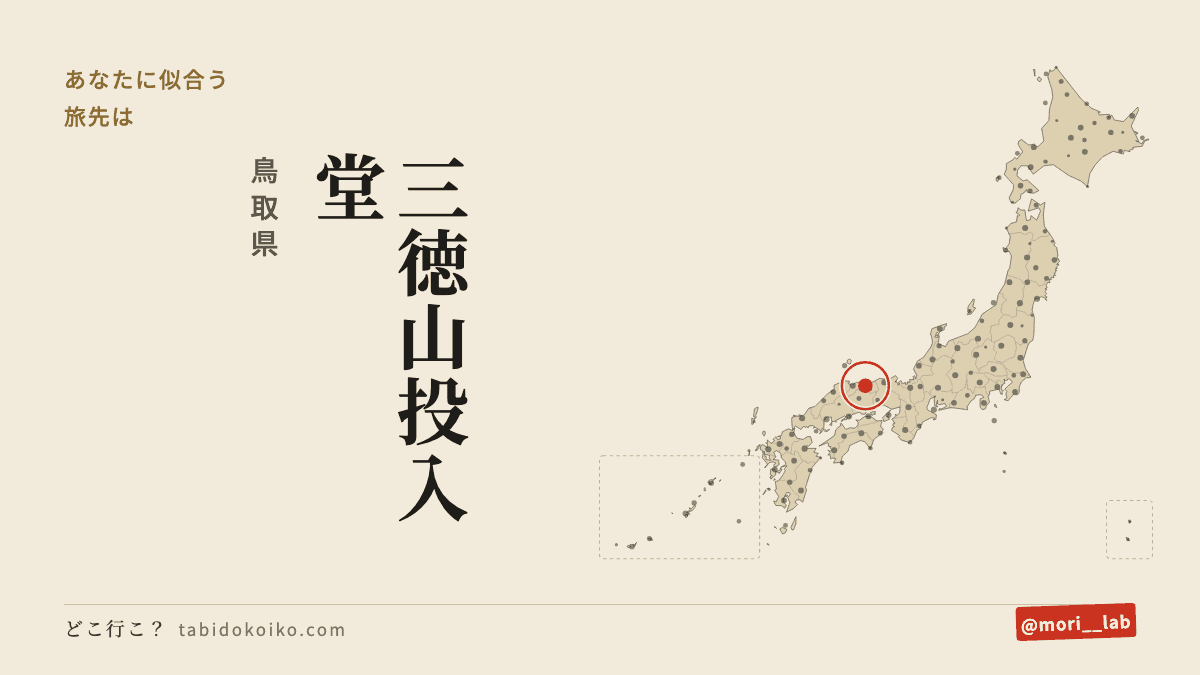 あなたに似合う
旅先は
三徳山投入
堂
鳥取県
どこ行こ？ tabidokoiko.com
@mori__lab